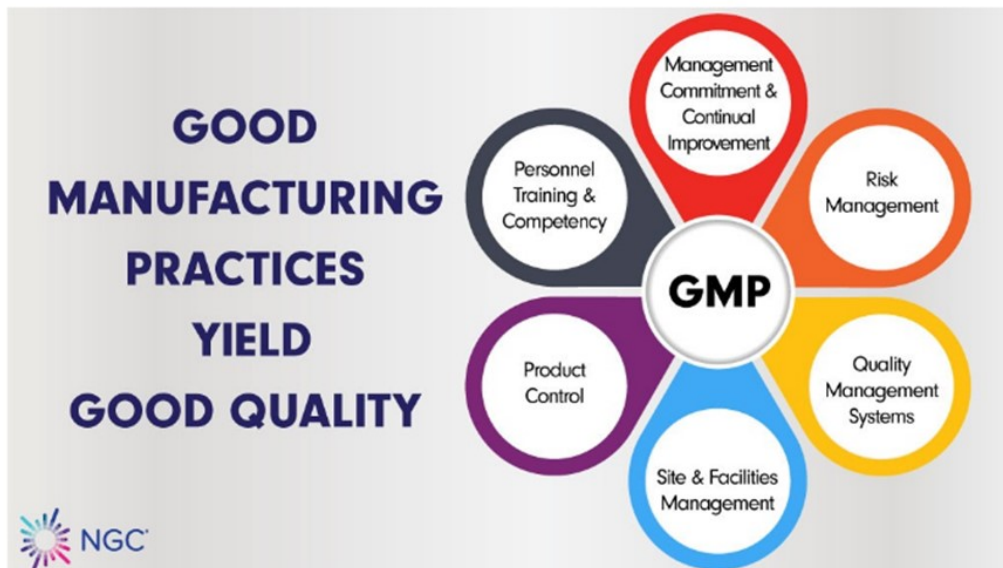 GOOD
MANUFACTURING
PRACTICES
YIELD
GOOD QUALITY
Management
Commitment &
Continual
Improvement
Risk
Management
Quality
Management
Systems
Site & Facilities
Management
Product
Control
Personnel
Training &
Competency
GMP
NGC